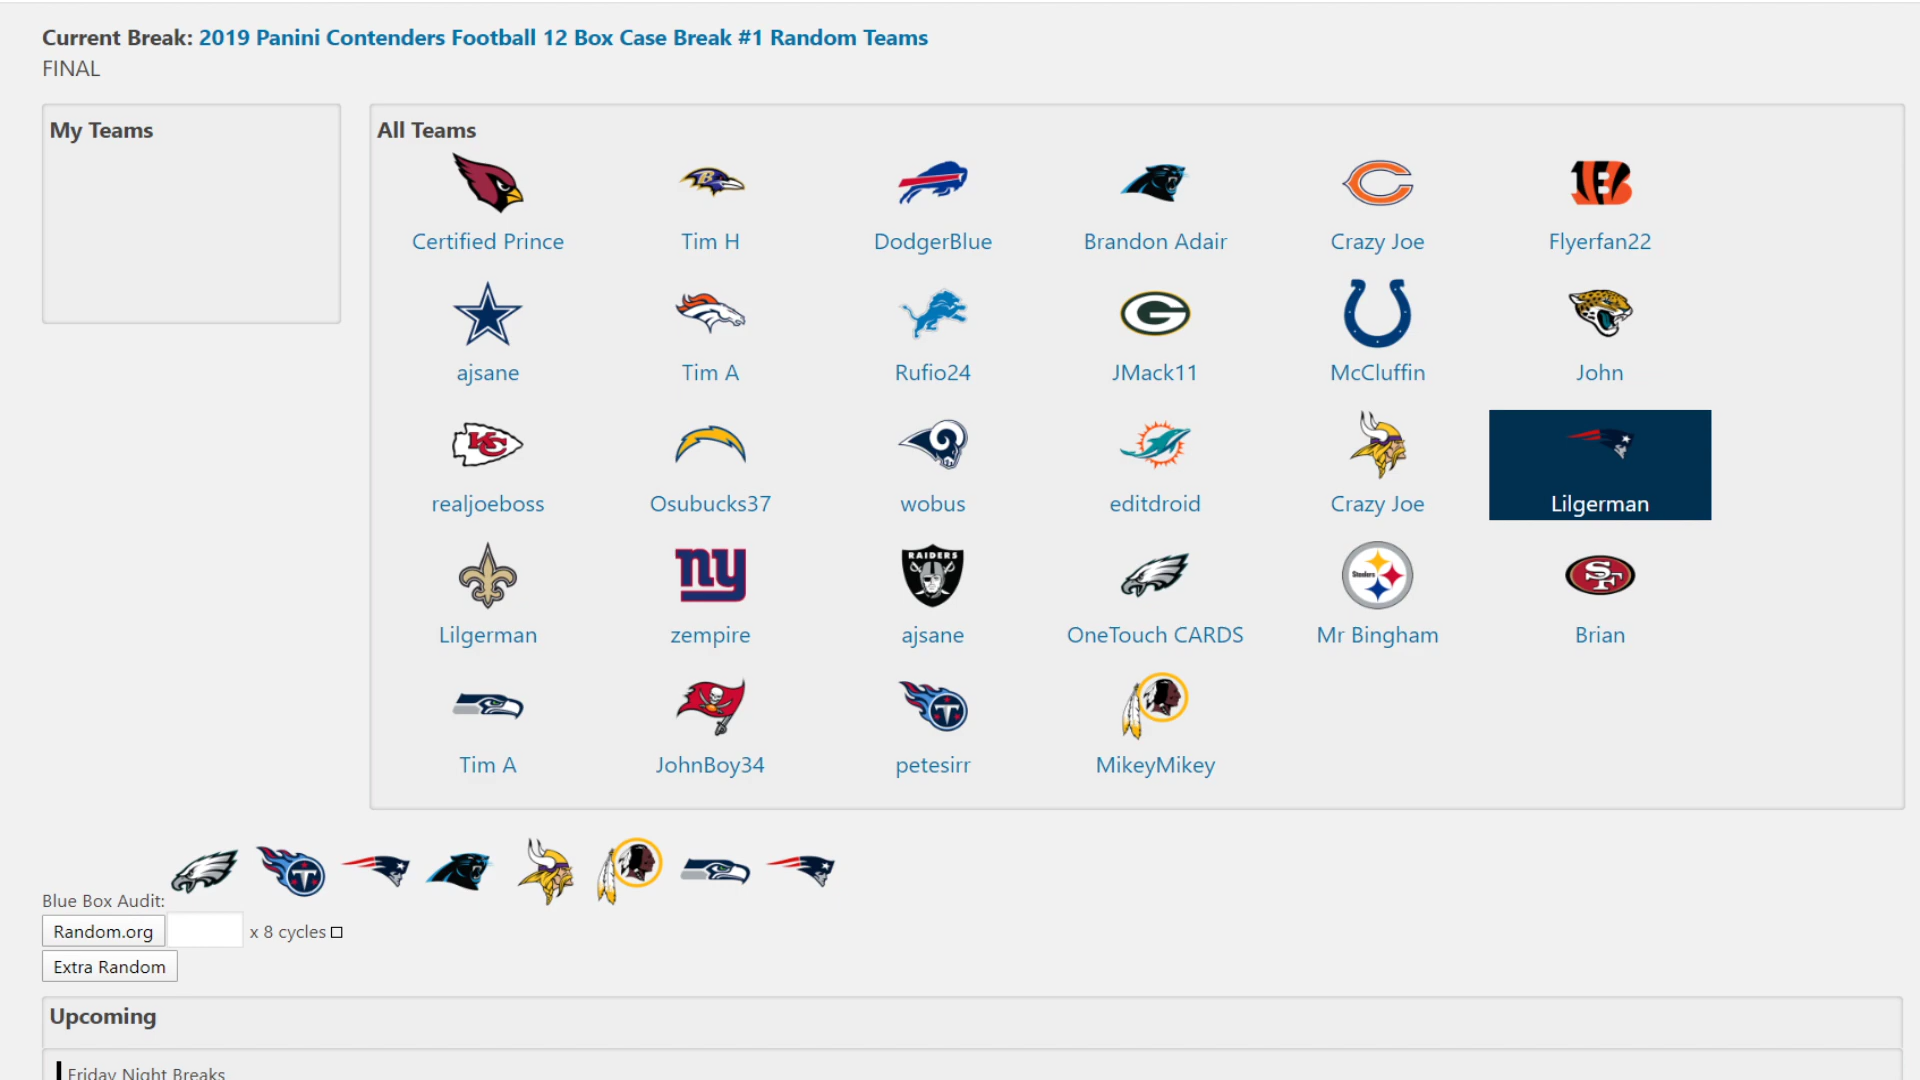 Current Break: 2019 Panini Contenders Football 12 Box Case Break #1 Random Teams
FINAL
My Teams
All Teams
Certified Prince Tim H DodgerBlue Brandon Adair Crazy Joe Flyerfan22
ajsane Tim A Rufio24 JMack11 McCluffin John
realjoeboss Osubucks37 wobus editdroid Crazy Joe Lilgerman
RAIDERS
Steelers
Lilgerman zempire ajsane OneTouch CARDS Mr Bingham Brian
Tim A JohnBoy34 petesirr MikeyMikey
Blue Box Audit:
Random.org x 8 cycles
Extra Random
Upcoming
Friday Night Breaks